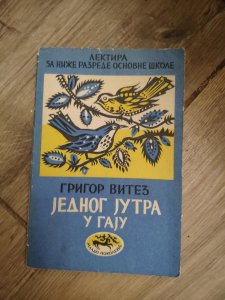 ЛЕКТИРА
ЗА НИЖЕ РАЗРЕДЕ ОСНОВНЕ ШКОЛЕ
ГРИГОР ВИТЕЗ
ЈЕДНОГ ЈУТРА
У ГАЈУ